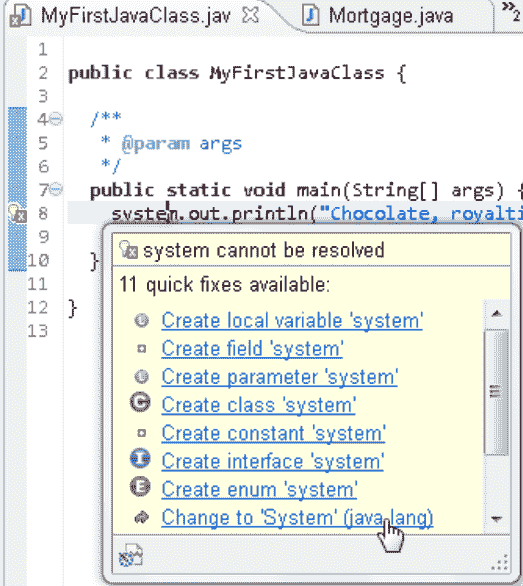 MyFirstJavaClass.jav Mortgage.java »2
1
2 public class MyFirstJavaClass {
3
4 /**
5 * @param args
6 */
7 public static void main(String[] args) {
8 system.out.println("Chocolate, royalti
9
10 }
11
12 }
13
system cannot be resolved
11 quick fixes available:
Create local variable 'system'
Create field 'system'
Create parameter 'system'
C Create class 'system'
Create constant 'system'
I Create interface 'system'
E Create enum 'system'
Change to 'System' (java.lang)